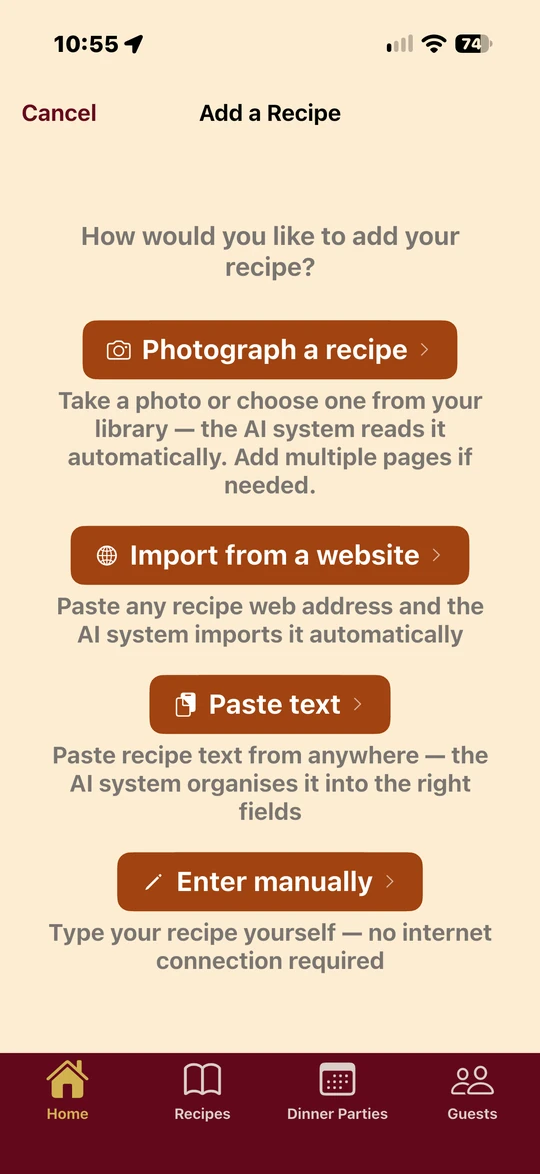 10:55
74
Cancel
Add a Recipe
How would you like to add your
recipe?
Photograph a recipe
Take a photo or choose one from your
library — the AI system reads it
automatically. Add multiple pages if
needed.
Import from a website
Paste any recipe web address and the
AI system imports it automatically
Paste text
Paste recipe text from anywhere — the
AI system organises it into the right
fields
Enter manually
Type your recipe yourself — no internet
connection required
Home
Recipes
Dinner Parties
Guests